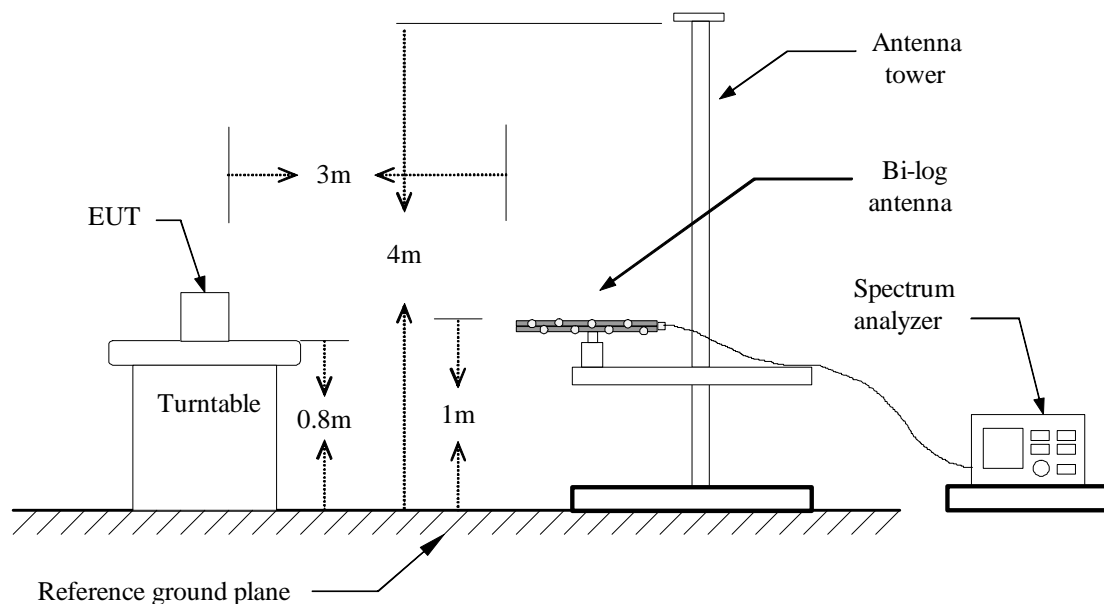 Antenna
tower
3m
Bi-log
antenna
EUT
4m
Spectrum
analyzer
Turntable
0.8m
1m
Reference ground plane